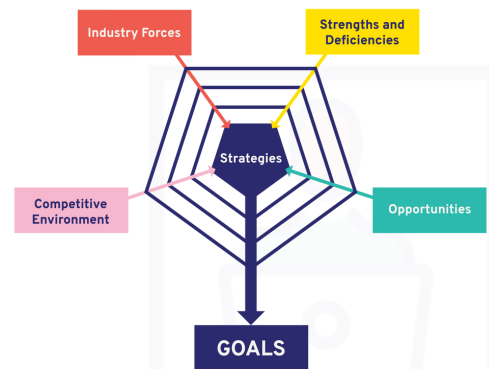 Industry Forces
Strengths and
Deficiencies
Strategies
Competitive
Environment
Opportunities
GOALS